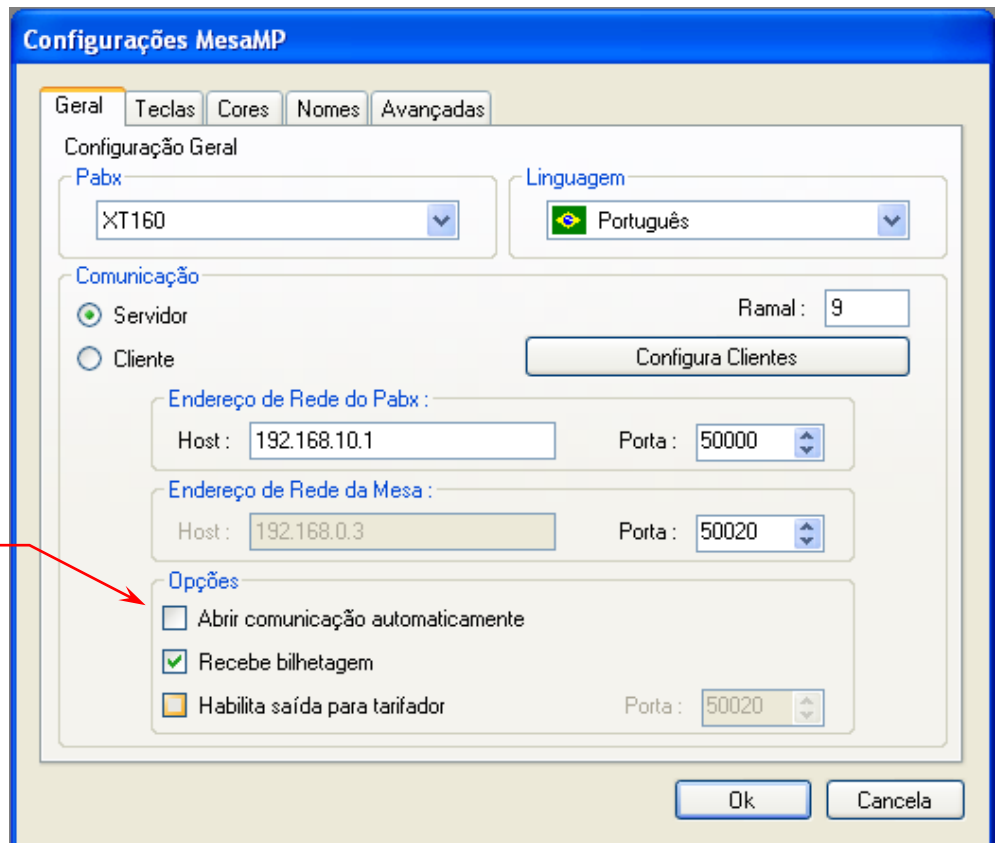 Configurações MesaMP
Geral Teclas Cores Nomes Avançadas
Configuração Geral
Pabx Linguagem
XT160 Português
Comunicação
Servidor Ramal : 9
Cliente Configura Clientes
Endereço de Rede do Pabx :
Host : 192.168.10.1 Porta : 50000
Endereço de Rede da Mesa :
Host : 192.168.0.3 Porta : 50020
Opções
Abrir comunicação automaticamente
Recebe bilhetagem
Habilita saída para tarifador Porta : 50020
Ok Cancela